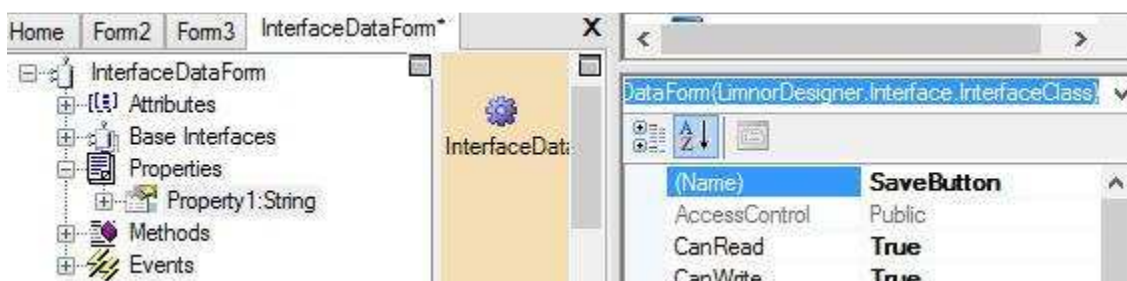 Home Form2 Form3 InterfaceDataForm* X
InterfaceDataForm
Attributes
Base Interfaces
Properties
Property1:String
Methods
Events
InterfaceData
DataForm(LimnorDesigner.Interface.InterfaceClass)
A
Z
(Name) SaveButton
AccessControl Public
CanRead True
CanWrite True